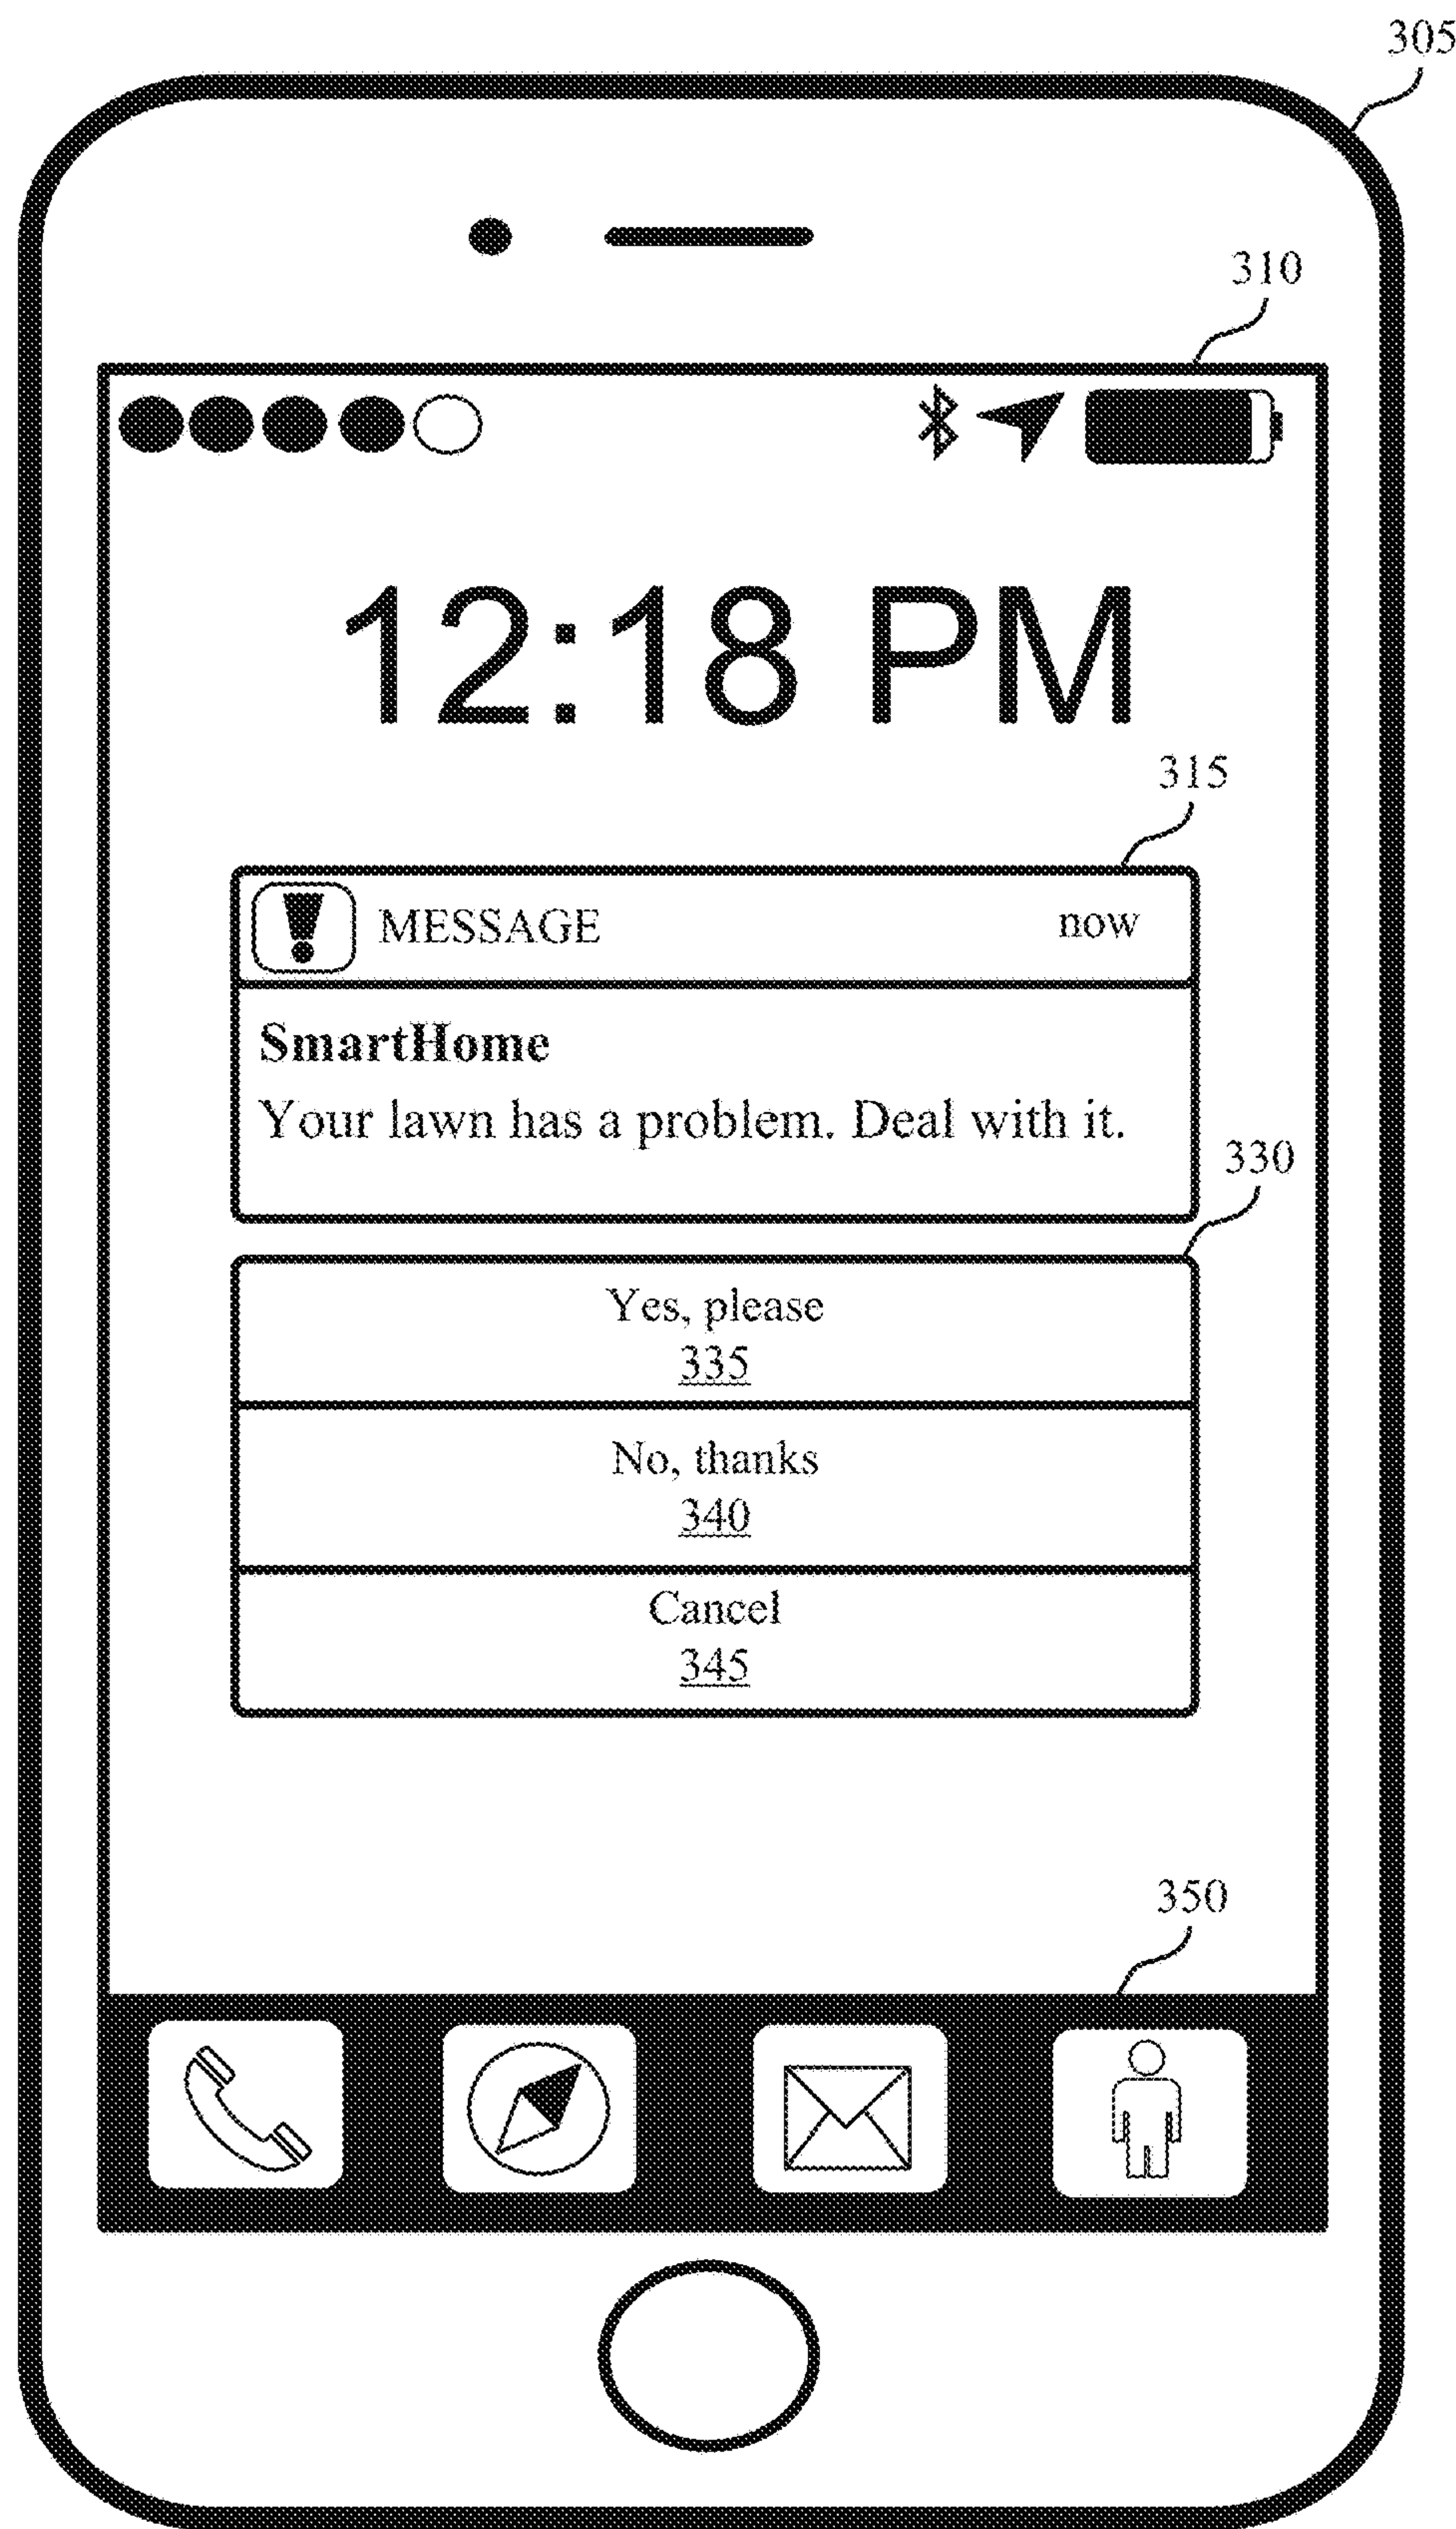 305
310
12:18 PM
315
MESSAGE now
SmartHome
Your lawn has a problem. Deal with it.
330
Yes, please
335
No, thanks
340
Cancel
345
350